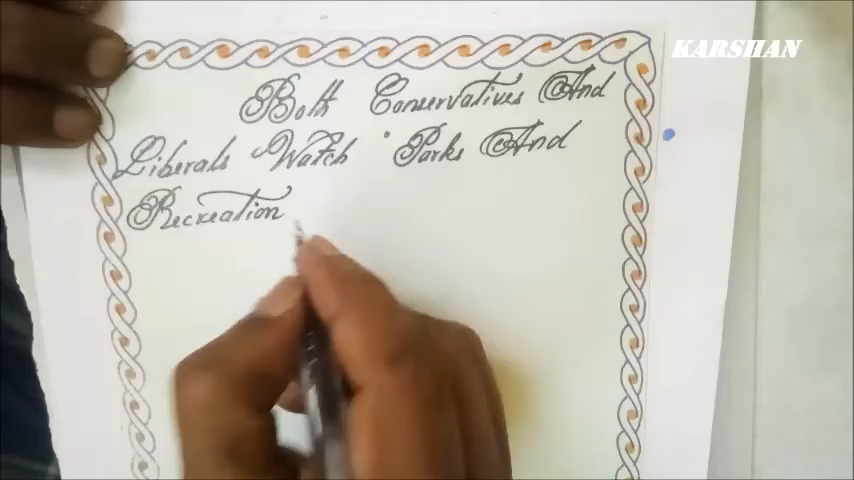 KARSHAN
Both Conservatives And
Liberals Watch " Parks And
Recreation